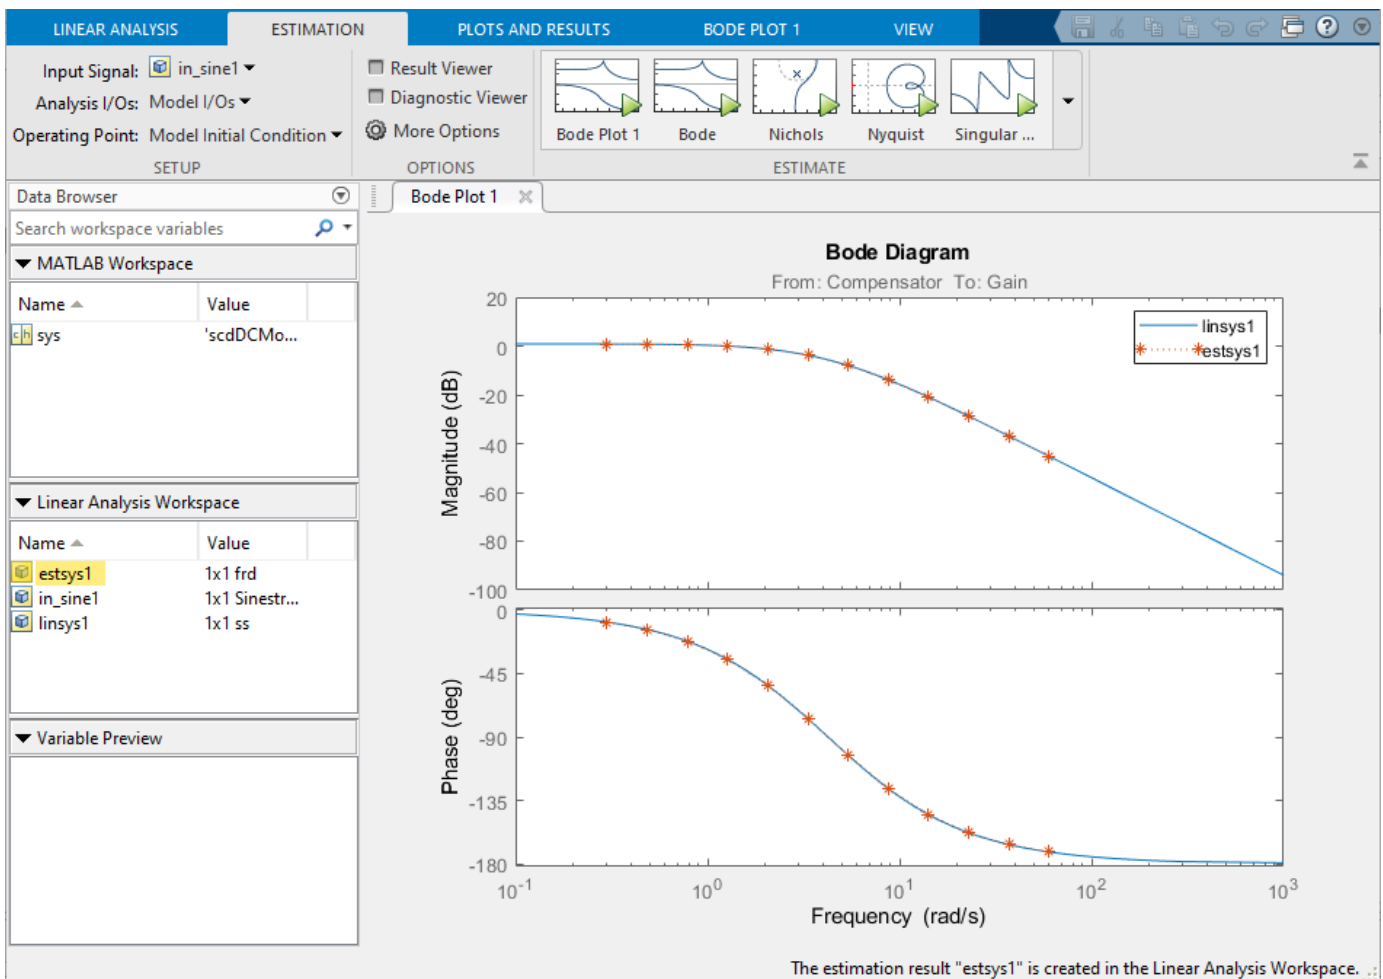 LINEAR ANALYSIS ESTIMATION PLOTS AND RESULTS BODE PLOT 1 VIEW
Input Signal: in_sine1
Analysis I/Os: Model I/Os
Operating Point: Model Initial Condition
SETUP
Result Viewer
Diagnostic Viewer
More Options
OPTIONS
Bode Plot 1 Bode Nichols Nyquist Singular ...
ESTIMATE
Data Browser
Search workspace variables
MATLAB Workspace
Name Value
sys 'scdDCMo...
Linear Analysis Workspace
Name Value
estsys1 1x1 frd
in_sine1 1x1 Sinestr...
linsys1 1x1 ss
Variable Preview
Bode Plot 1
Bode Diagram
From: Compensator To: Gain
linsys1
estsys1
Magnitude (dB)
20
0
-20
-40
-60
-80
-100
Phase (deg)
0
-45
-90
-135
-180
10^-1 10^0 10^1 10^2 10^3
Frequency (rad/s)
The estimation result "estsys1" is created in the Linear Analysis Workspace.